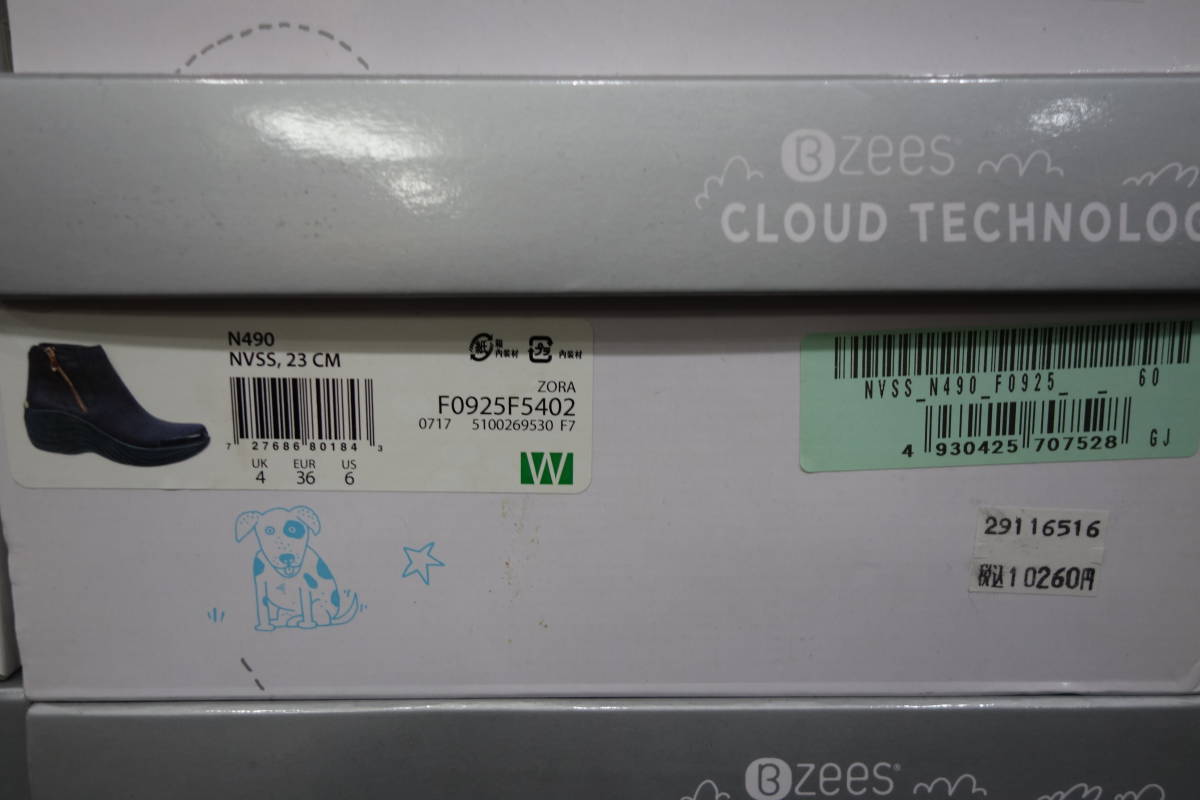 Bzees
CLOUD TECHNOLOG
N490
NVSS, 23 CM
7 27686 80184 3
UK EUR US
4 36 6
紙 箱 内装材 プラ 内装材
ZORA
F0925F5402
0717 5100269530 F7
W
NVSS_N490_F0925_ _ 60
4 930425 707528 GJ
29116516
税込10260円
Bzees